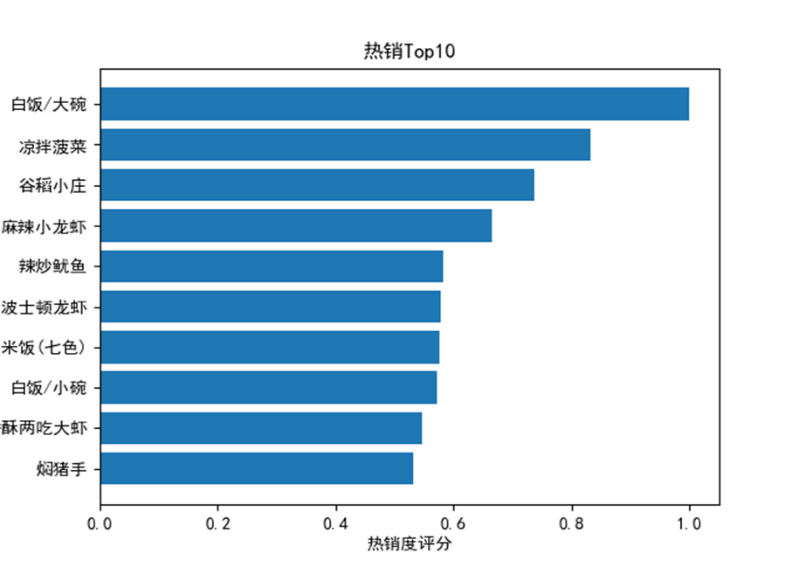 热销Top10
白饭/大碗
凉拌菠菜
谷稻小庄
麻辣小龙虾
辣炒鱿鱼
波士顿龙虾
米饭(七色)
白饭/小碗
酥两吃大虾
焖猪手
0.0 0.2 0.4 0.6 0.8 1.0
热销度评分